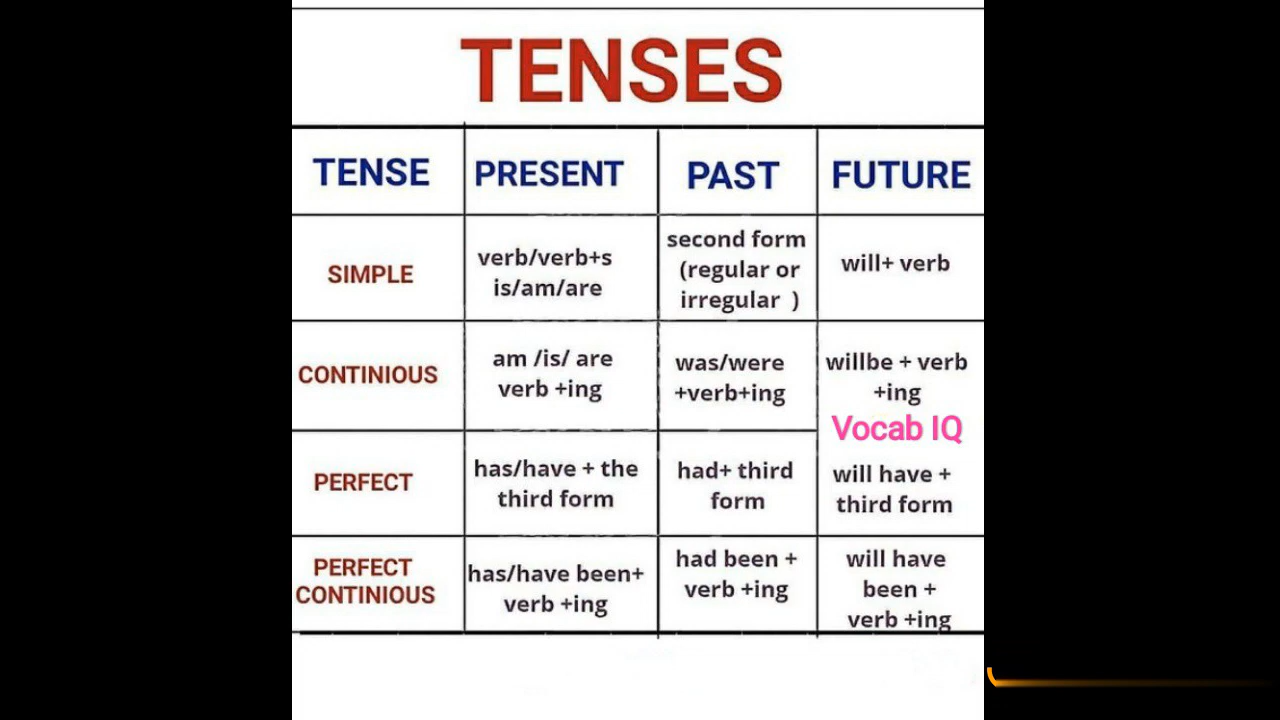 TENSES
TENSE PRESENT PAST FUTURE
SIMPLE
verb/verb+s
is/am/are
second form
(regular or
irregular )
will+ verb
CONTINIOUS
am /is/ are
verb +ing
was/were
+verb+ing
willbe + verb
+ing
Vocab IQ
PERFECT
has/have + the
third form
had+ third
form
will have +
third form
PERFECT
CONTINIOUS
has/have been+
verb +ing
had been +
verb +ing
will have
been +
verb +ing